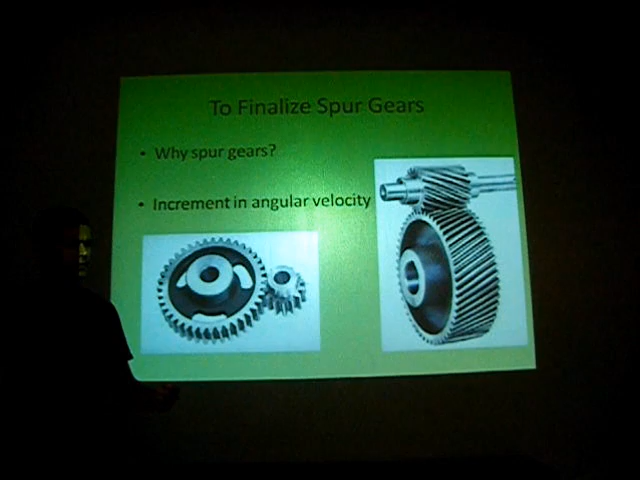 To Finalize Spur Gears
• Why spur gears?
• Increment in angular velocity